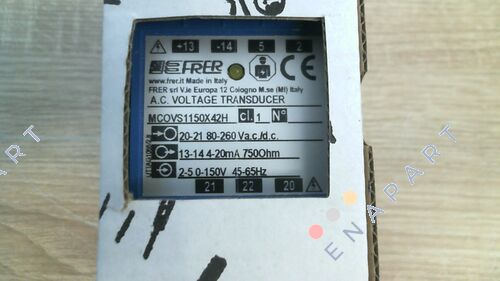 +13 -14 5 2
FRER CE
www.frer.it Made in Italy
FRER srl V.le Europa 12 Cologno M.se (MI) Italy
A.C. VOLTAGE TRANSDUCER
MCOVS1150X42H cl. 1 N°
20-21 80-260 Va.c./d.c.
13-14 4-20mA 750Ohm
2-5 0-150V 45-65Hz
21 22 20
ENAPART
ENAPART